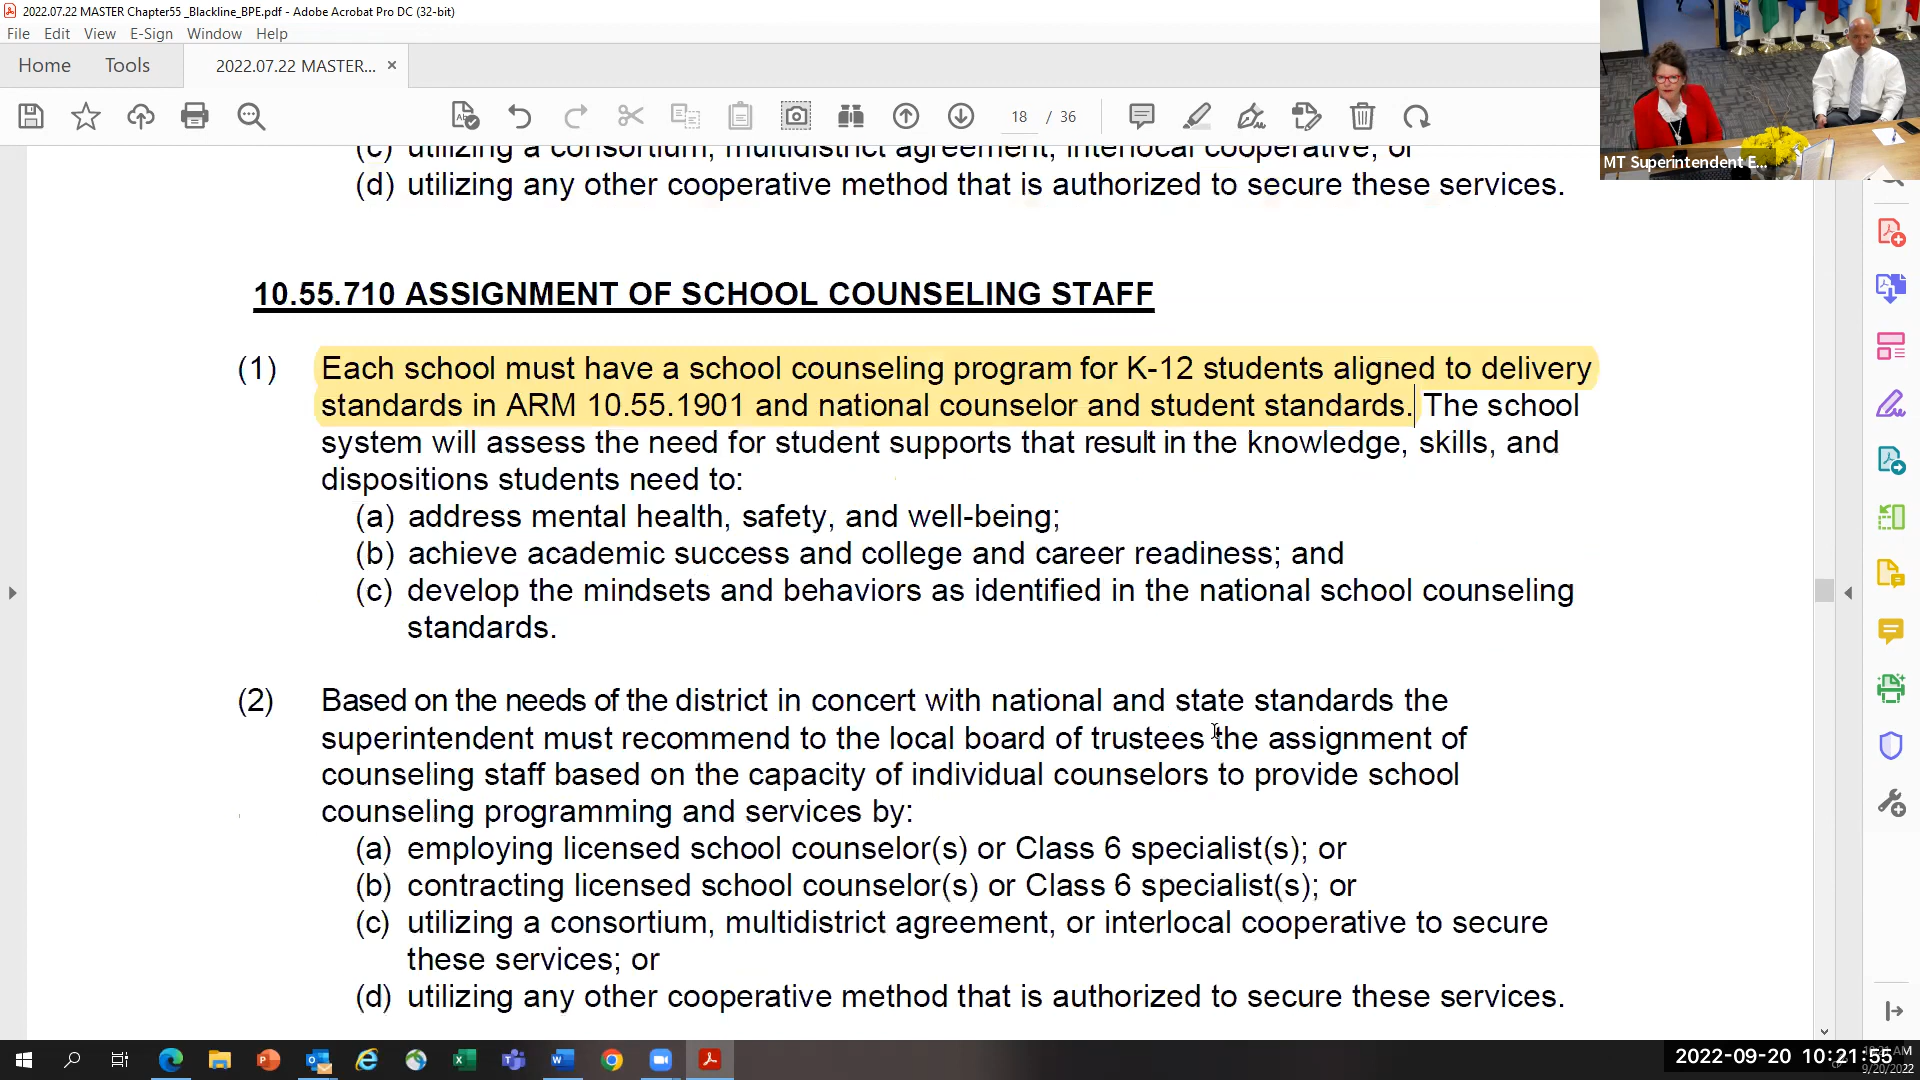 2022.07.22 MASTER Chapter55 _Blackline_BPE.pdf - Adobe Acrobat Pro DC (32-bit)
File Edit View E-Sign Window Help
Home Tools 2022.07.22 MASTER... ×
18 / 36
MT Superintendent E...
(c) utilizing a consortium, multidistrict agreement, interlocal cooperative, or
(d) utilizing any other cooperative method that is authorized to secure these services.
10.55.710 ASSIGNMENT OF SCHOOL COUNSELING STAFF
(1) Each school must have a school counseling program for K-12 students aligned to delivery
standards in ARM 10.55.1901 and national counselor and student standards. The school
system will assess the need for student supports that result in the knowledge, skills, and
dispositions students need to:
(a) address mental health, safety, and well-being;
(b) achieve academic success and college and career readiness; and
(c) develop the mindsets and behaviors as identified in the national school counseling
standards.
(2) Based on the needs of the district in concert with national and state standards the
superintendent must recommend to the local board of trustees the assignment of
counseling staff based on the capacity of individual counselors to provide school
counseling programming and services by:
(a) employing licensed school counselor(s) or Class 6 specialist(s); or
(b) contracting licensed school counselor(s) or Class 6 specialist(s); or
(c) utilizing a consortium, multidistrict agreement, or interlocal cooperative to secure
these services; or
(d) utilizing any other cooperative method that is authorized to secure these services.
2022-09-20 10:21:55
9/20/2022